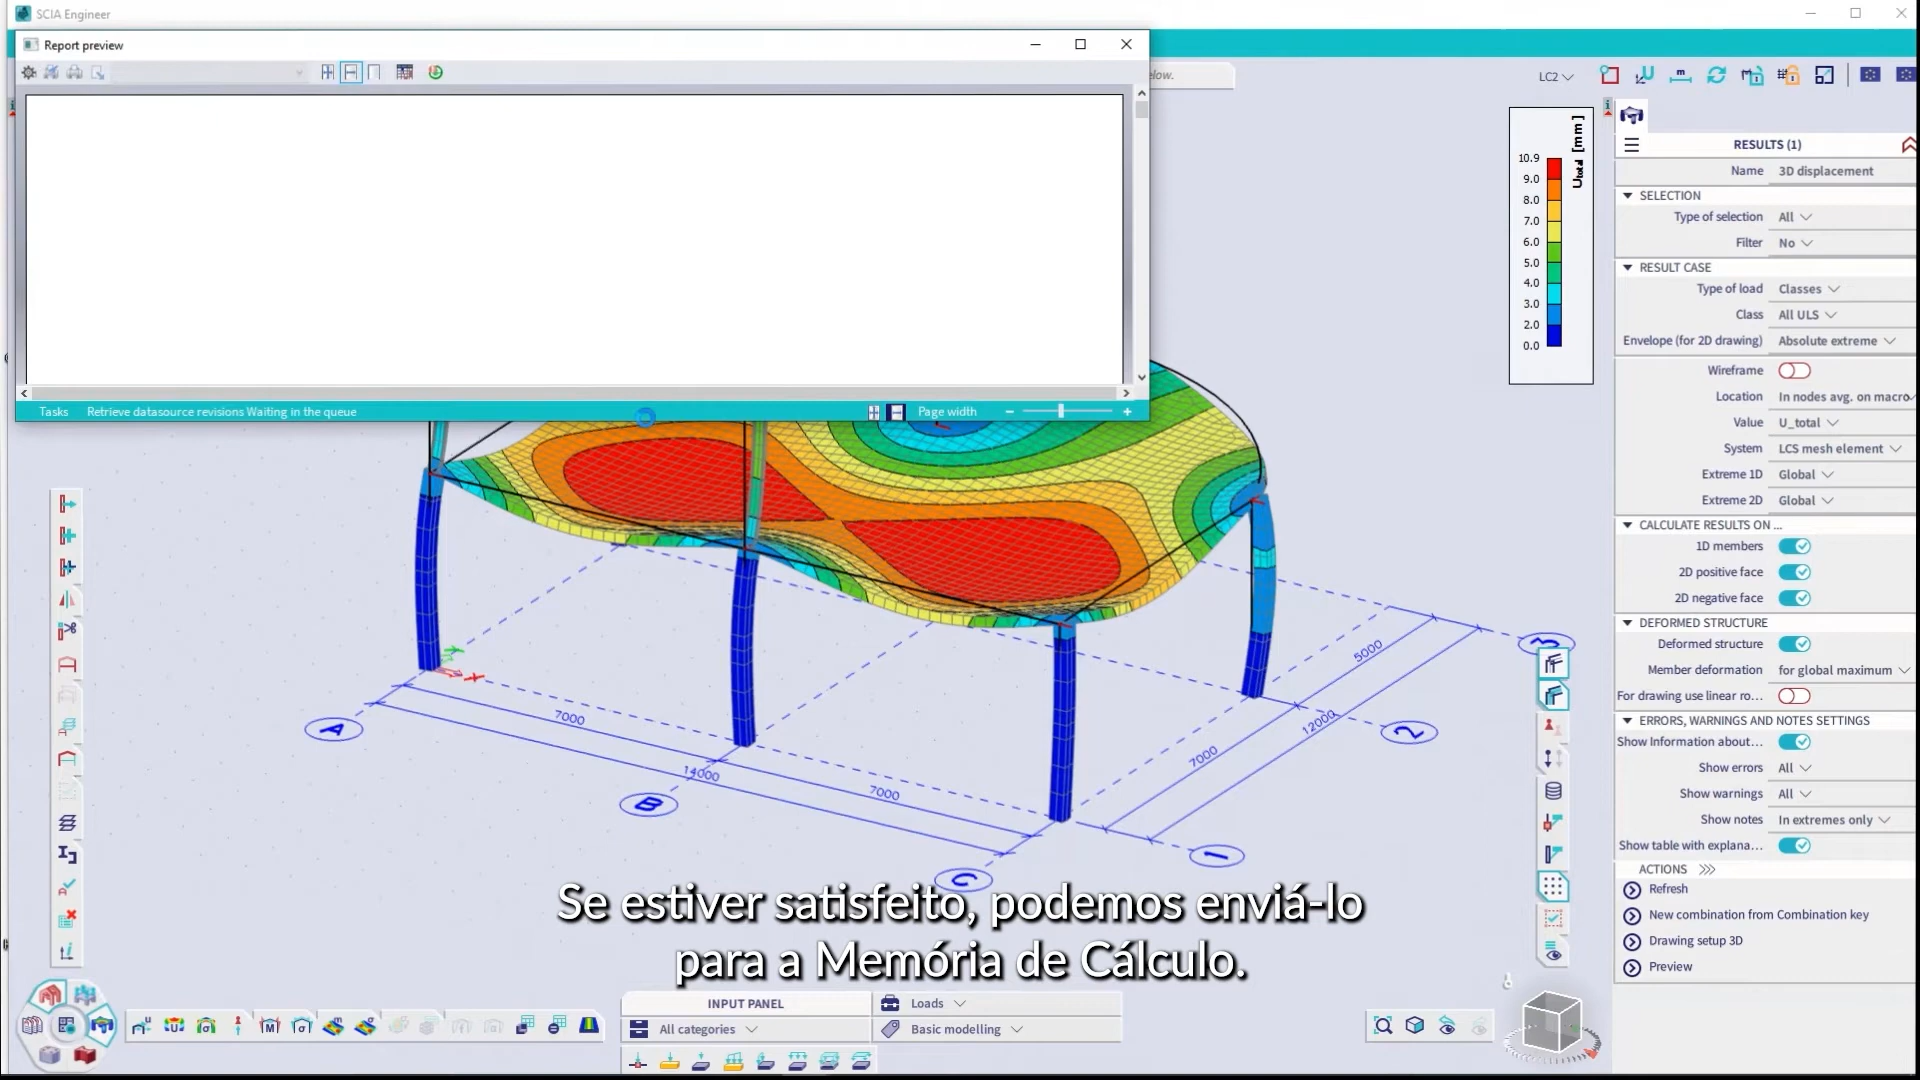 SCIA Engineer
Report preview
elow.
LC2
Tasks Retrieve datasource revisions Waiting in the queue
Page width
Utotal [mm]
10.9
9.0
8.0
7.0
6.0
5.0
4.0
3.0
2.0
0.0
RESULTS (1)
Name 3D displacement
SELECTION
Type of selection All
Filter No
RESULT CASE
Type of load Classes
Class All ULS
Envelope (for 2D drawing) Absolute extreme
Wireframe
Location In nodes avg. on macro
Value U_total
System LCS mesh element
Extreme 1D Global
Extreme 2D Global
CALCULATE RESULTS ON ...
1D members
2D positive face
2D negative face
DEFORMED STRUCTURE
Deformed structure
Member deformation for global maximum
For drawing use linear ro...
ERRORS, WARNINGS AND NOTES SETTINGS
Show Information about...
Show errors All
Show warnings All
Show notes In extremes only
Show table with explana...
ACTIONS >>>
Refresh
New combination from Combination key
Drawing setup 3D
Preview
A
B
C
1
2
3
7000
14000
7000
7000
12000
5000
Se estiver satisfeito, podemos enviá-lo
para a Memória de Cálculo.
INPUT PANEL
All categories
Loads
Basic modelling